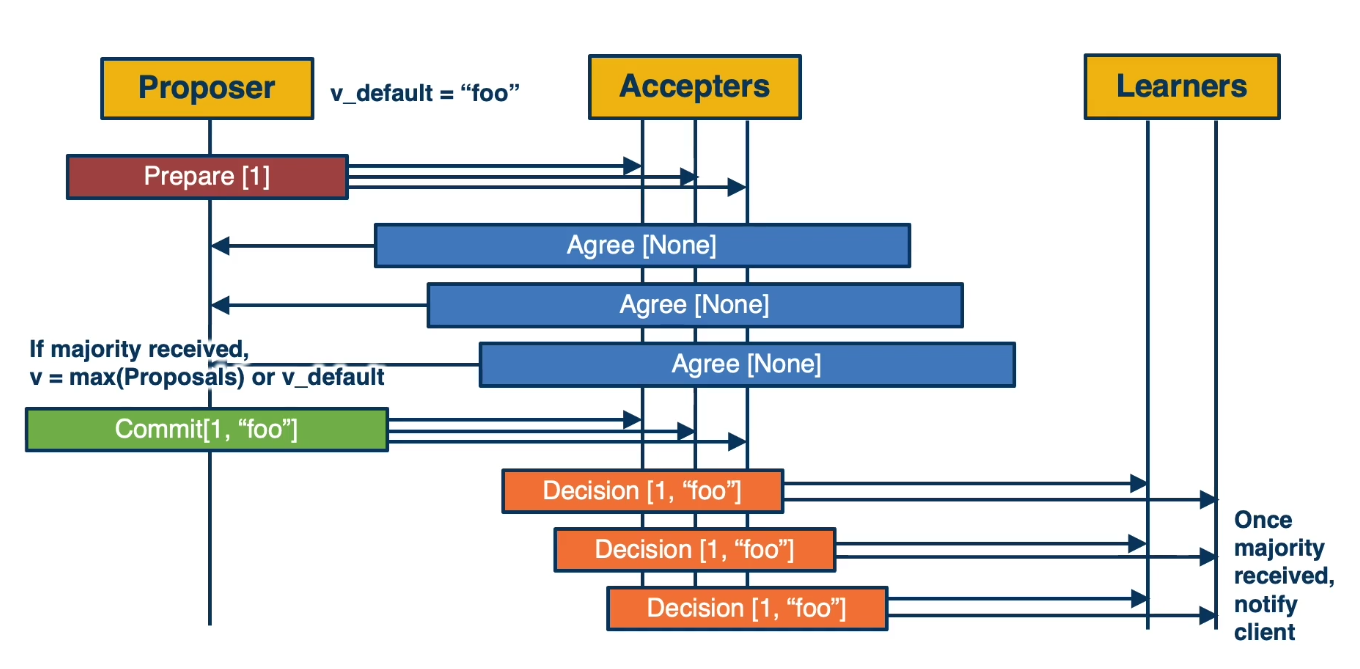 Proposer
v_default = “foo”
Accepters
Learners
Prepare [1]
Agree [None]
Agree [None]
If majority received,
v = max(Proposals) or v_default
Agree [None]
Commit[1, “foo”]
Decision [1, “foo”]
Decision [1, “foo”]
Decision [1, “foo”]
Once
majority
received,
notify
client